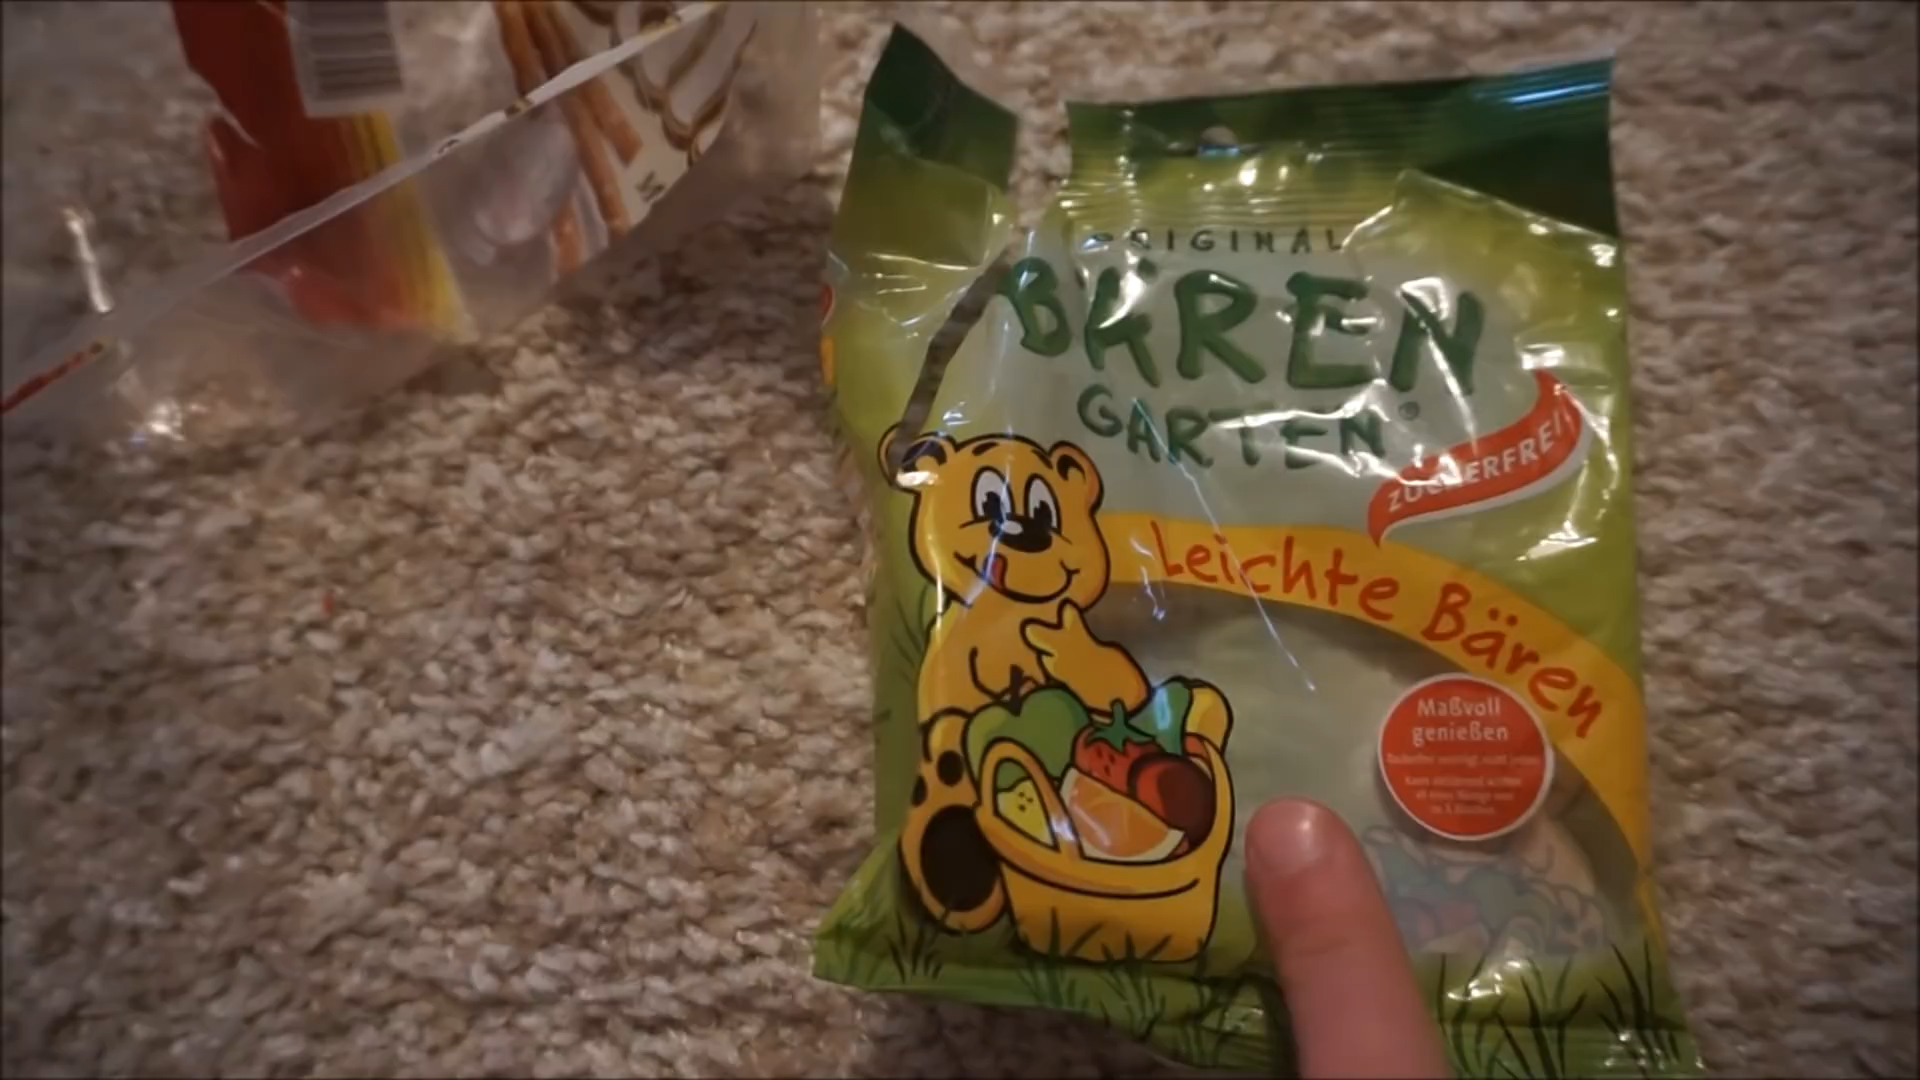 ORIGINAL
BÄREN
GARTEN®
ZUCKERFREI
Leichte Bären
Maßvoll
genießen